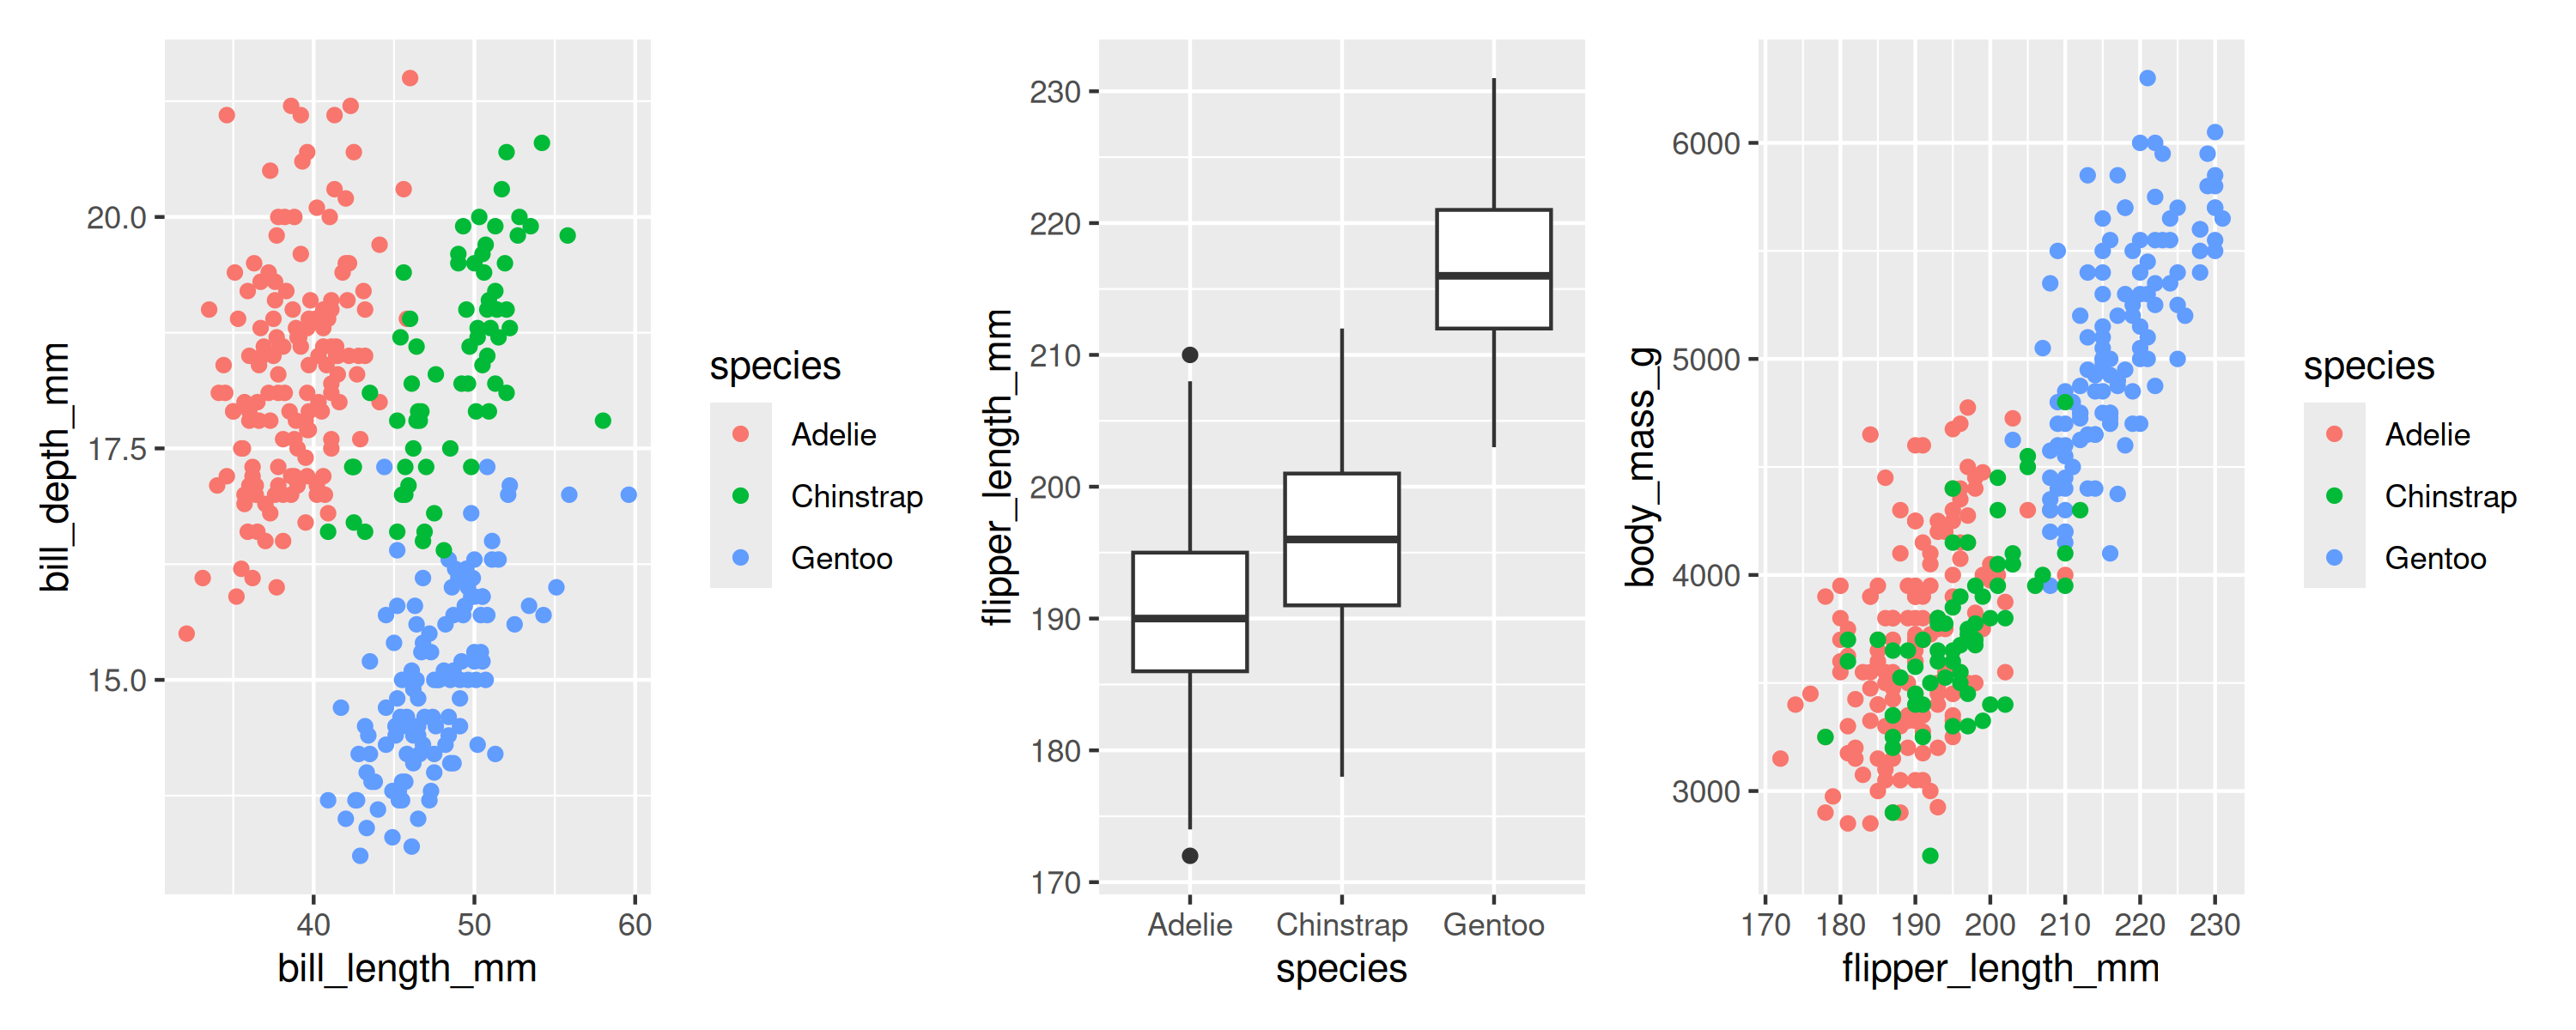 bill_depth_mm
20.0
17.5
15.0
40 50 60
bill_length_mm
species
Adelie
Chinstrap
Gentoo
flipper_length_mm
230
220
210
200
190
180
170
Adelie Chinstrap Gentoo
species
body_mass_g
6000
5000
4000
3000
170 180 190 200 210 220 230
flipper_length_mm
species
Adelie
Chinstrap
Gentoo